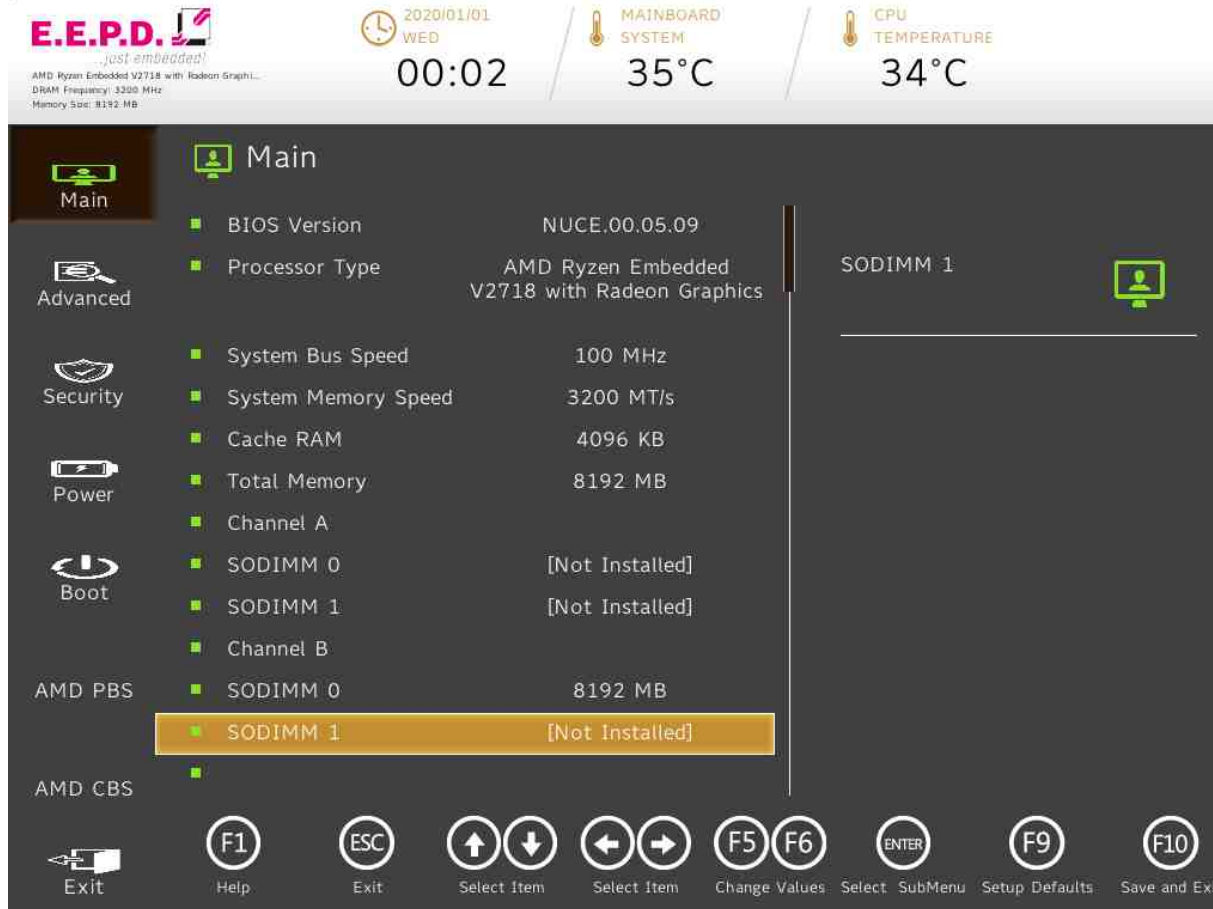 E.E.P.D.
...just embedded!
AMD Ryzen Embedded V2718 with Radeon Graphi...
DRAM Frequency: 3200 MHz
Memory Size: 8192 MB
2020/01/01
WED
00:02
MAINBOARD
SYSTEM
35°C
CPU
TEMPERATURE
34°C
Main
Advanced
Security
Power
Boot
AMD PBS
AMD CBS
Exit
Main
BIOS Version NUCE.00.05.09
Processor Type AMD Ryzen Embedded
V2718 with Radeon Graphics
System Bus Speed 100 MHz
System Memory Speed 3200 MT/s
Cache RAM 4096 KB
Total Memory 8192 MB
Channel A
SODIMM 0 [Not Installed]
SODIMM 1 [Not Installed]
Channel B
SODIMM 0 8192 MB
SODIMM 1 [Not Installed]
SODIMM 1
F1 ESC F5 F6 ENTER F9 F10
Help Exit Select Item Select Item Change Values Select SubMenu Setup Defaults Save and Ex